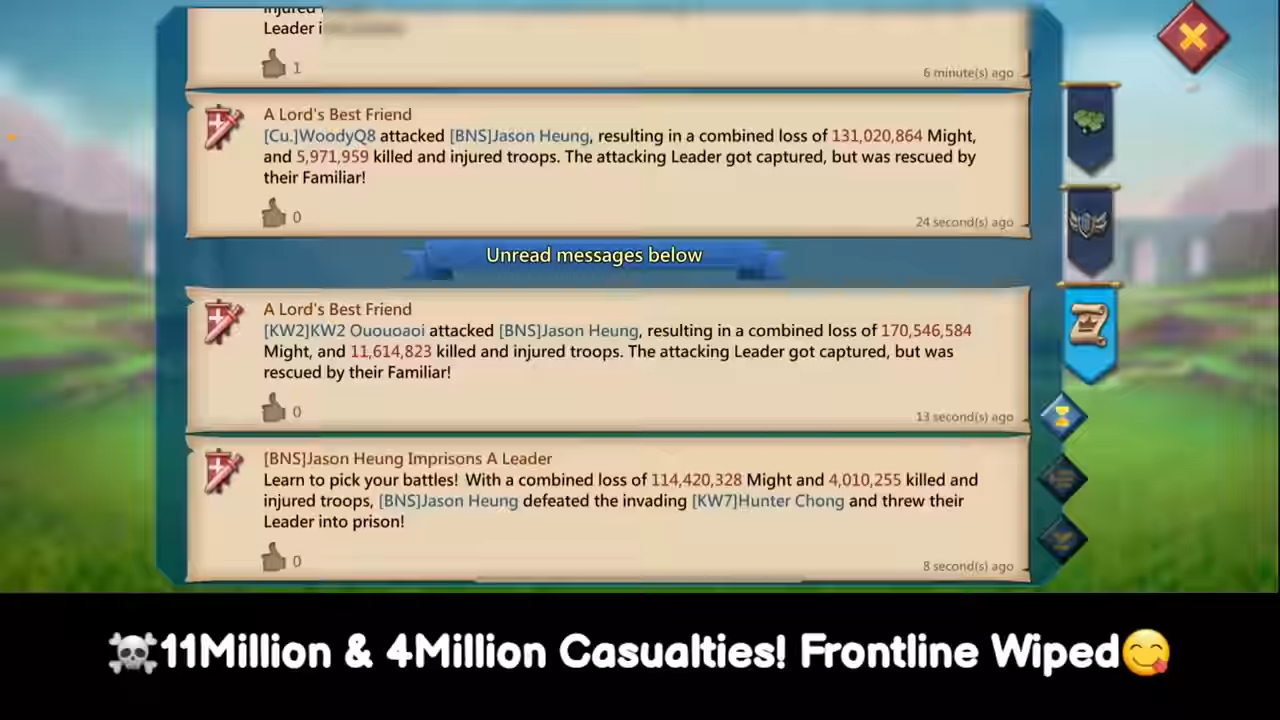 injured
Leader i
1
6 minute(s) ago
A Lord's Best Friend
[Cu.]WoodyQ8 attacked [BNS]Jason Heung, resulting in a combined loss of 131,020,864 Might,
and 5,971,959 killed and injured troops. The attacking Leader got captured, but was rescued by
their Familiar!
0
24 second(s) ago
Unread messages below
A Lord's Best Friend
[KW2]KW2 Ououoaoi attacked [BNS]Jason Heung, resulting in a combined loss of 170,546,584
Might, and 11,614,823 killed and injured troops. The attacking Leader got captured, but was
rescued by their Familiar!
0
13 second(s) ago
[BNS]Jason Heung Imprisons A Leader
Learn to pick your battles! With a combined loss of 114,420,328 Might and 4,010,255 killed and
injured troops, [BNS]Jason Heung defeated the invading [KW7]Hunter Chong and threw their
Leader into prison!
0
8 second(s) ago
☠️11Million & 4Million Casualties! Frontline Wiped😋